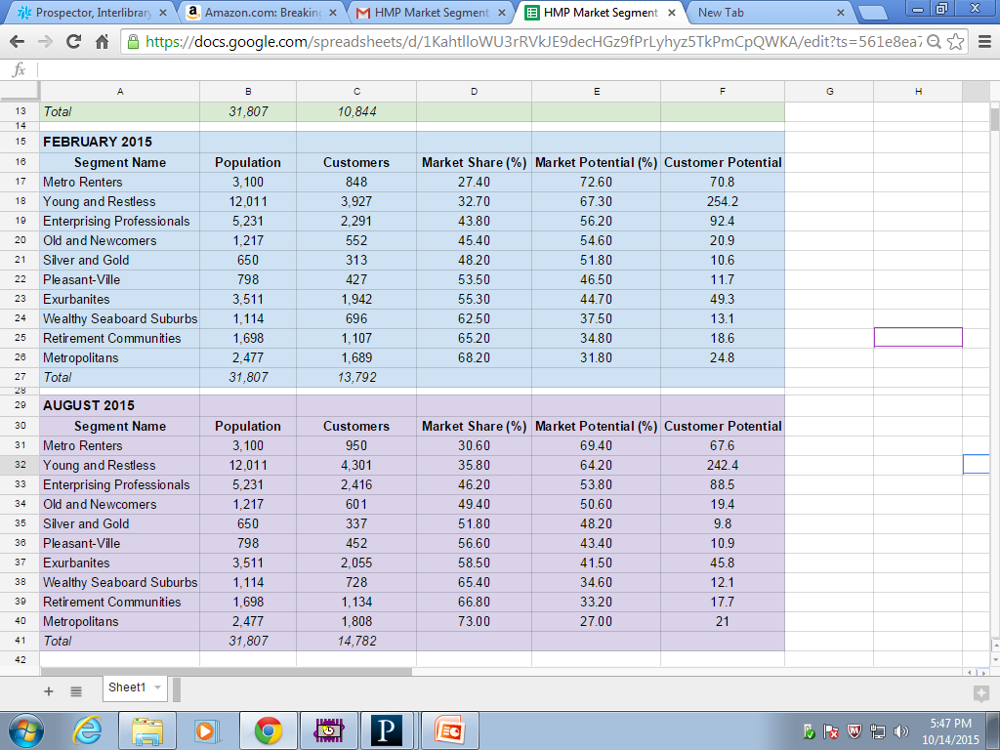 Prospector, Interlibrary × Amazon.com: Breaking × HMP Market Segment × HMP Market Segment × New Tab ×
https://docs.google.com/spreadsheets/d/1KahtlloWU3rRVkJE9decHGz9fPrLyhyz5TkPmCpQWKA/edit?ts=561e8ea7
fx
A B C D E F G H
13 Total 31,807 10,844
14
15 FEBRUARY 2015
16 Segment Name Population Customers Market Share (%) Market Potential (%) Customer Potential
17 Metro Renters 3,100 848 27.40 72.60 70.8
18 Young and Restless 12,011 3,927 32.70 67.30 254.2
19 Enterprising Professionals 5,231 2,291 43.80 56.20 92.4
20 Old and Newcomers 1,217 552 45.40 54.60 20.9
21 Silver and Gold 650 313 48.20 51.80 10.6
22 Pleasant-Ville 798 427 53.50 46.50 11.7
23 Exurbanites 3,511 1,942 55.30 44.70 49.3
24 Wealthy Seaboard Suburbs 1,114 696 62.50 37.50 13.1
25 Retirement Communities 1,698 1,107 65.20 34.80 18.6
26 Metropolitans 2,477 1,689 68.20 31.80 24.8
27 Total 31,807 13,792
28
29 AUGUST 2015
30 Segment Name Population Customers Market Share (%) Market Potential (%) Customer Potential
31 Metro Renters 3,100 950 30.60 69.40 67.6
32 Young and Restless 12,011 4,301 35.80 64.20 242.4
33 Enterprising Professionals 5,231 2,416 46.20 53.80 88.5
34 Old and Newcomers 1,217 601 49.40 50.60 19.4
35 Silver and Gold 650 337 51.80 48.20 9.8
36 Pleasant-Ville 798 452 56.60 43.40 10.9
37 Exurbanites 3,511 2,055 58.50 41.50 45.8
38 Wealthy Seaboard Suburbs 1,114 728 65.40 34.60 12.1
39 Retirement Communities 1,698 1,134 66.80 33.20 17.7
40 Metropolitans 2,477 1,808 73.00 27.00 21
41 Total 31,807 14,782
42
Sheet1
P
5:47 PM
10/14/2015